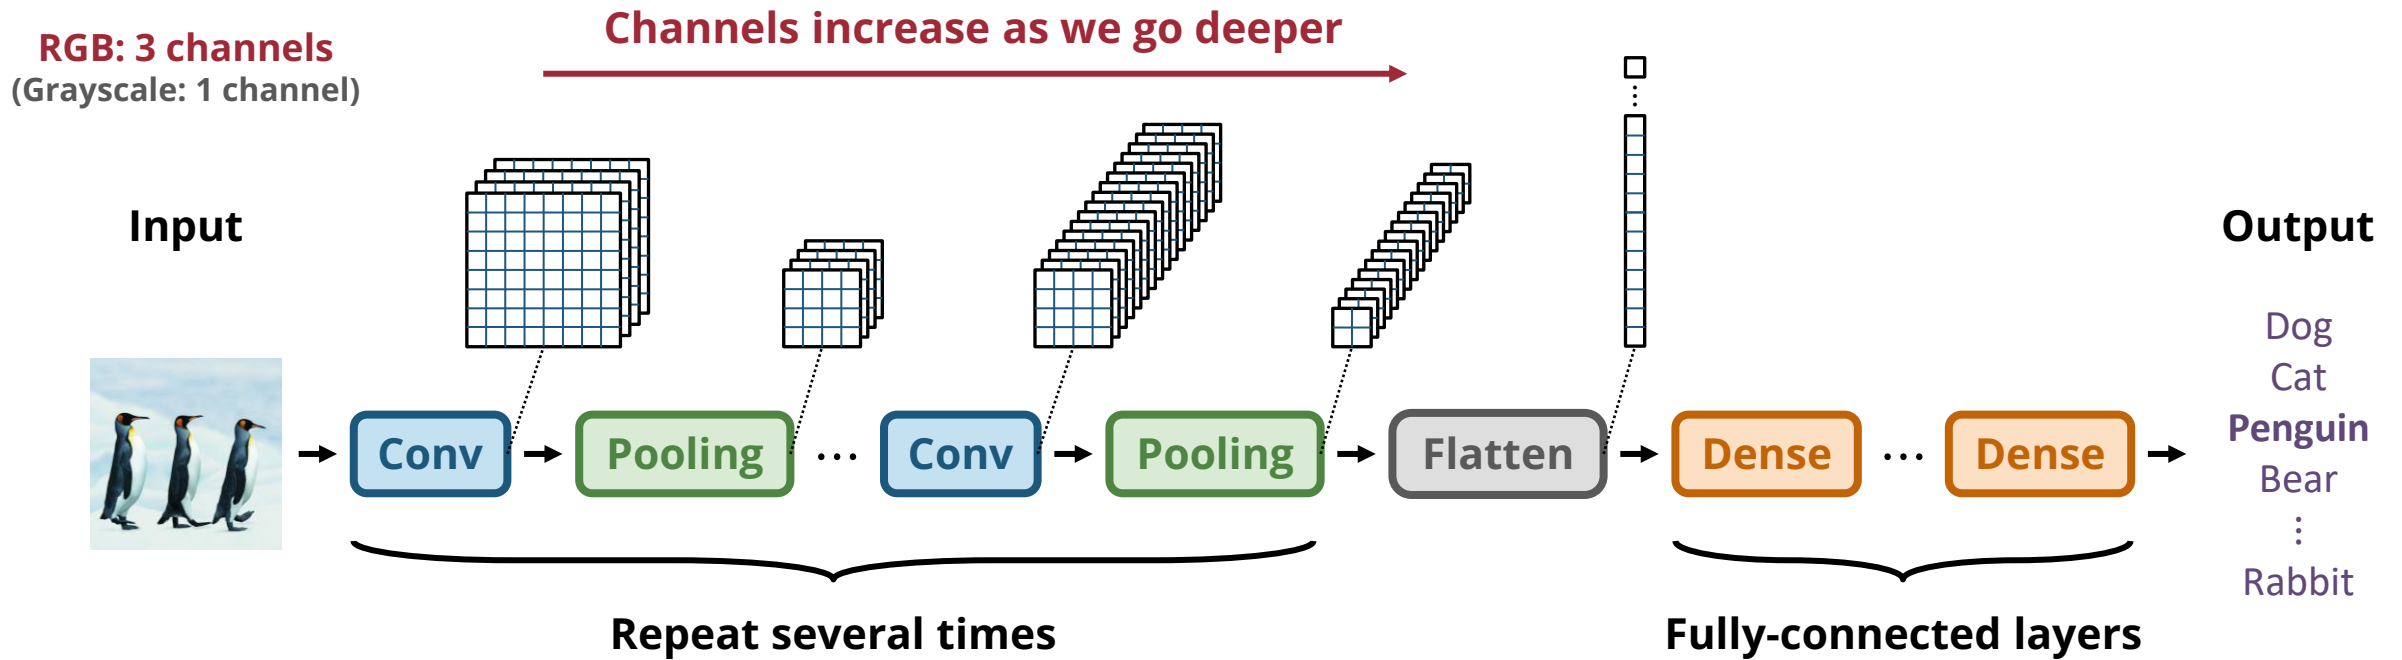 RGB: 3 channels
(Grayscale: 1 channel)
Channels increase as we go deeper
Input
Output
Conv
Pooling
...
Conv
Pooling
Flatten
Dense
...
Dense
Dog
Cat
Penguin
Bear
⋮
Rabbit
Repeat several times
Fully-connected layers